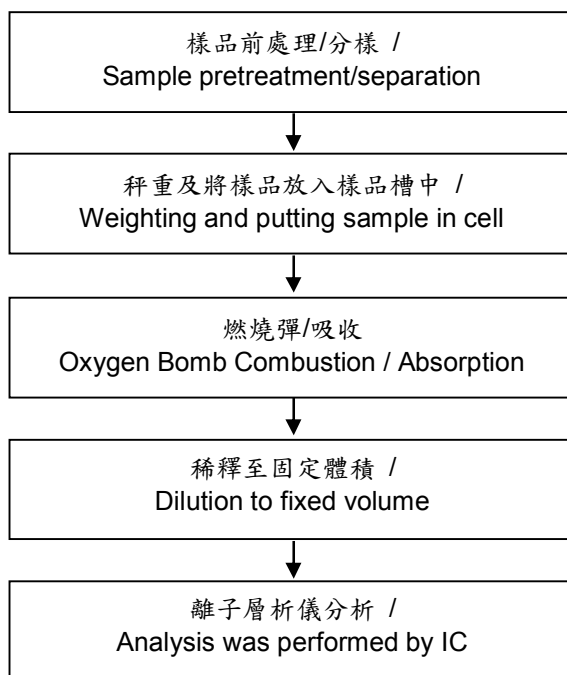 樣品前處理/分樣 /
Sample pretreatment/separation
秤重及將樣品放入樣品槽中 /
Weighting and putting sample in cell
燃燒彈/吸收
Oxygen Bomb Combustion / Absorption
稀釋至固定體積 /
Dilution to fixed volume
離子層析儀分析 /
Analysis was performed by IC